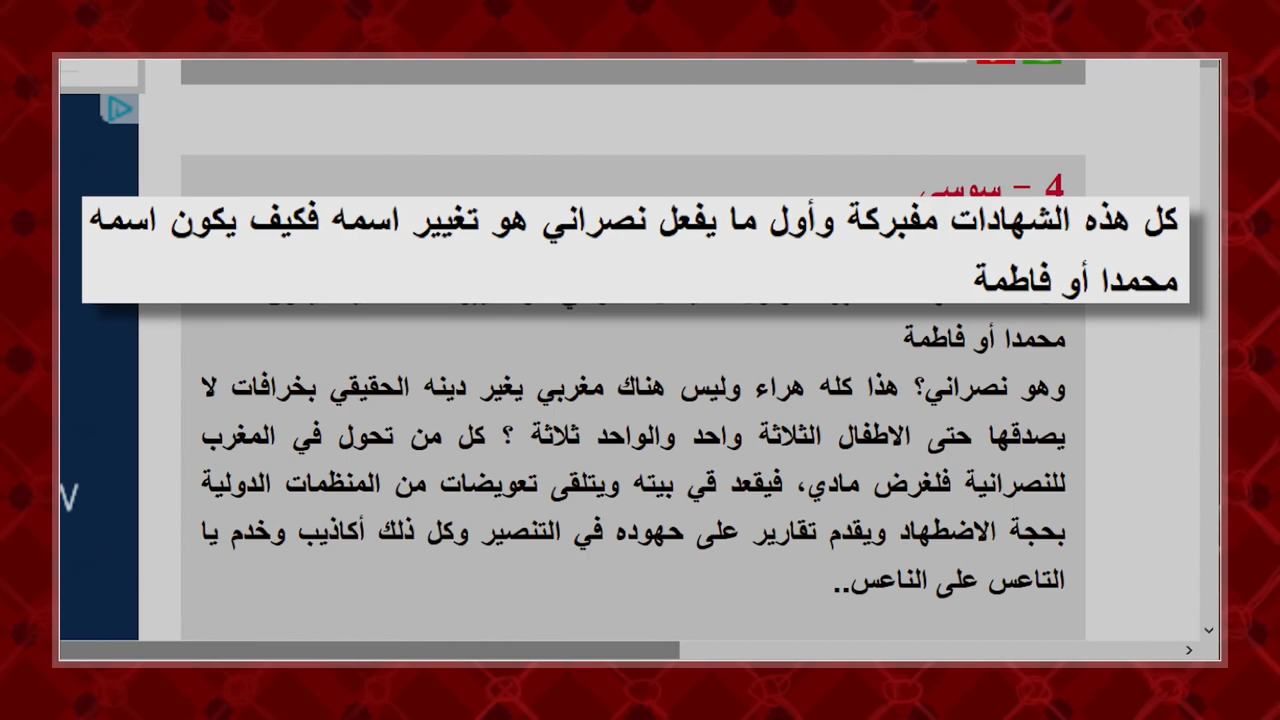 4 - سوسي
كل هذه الشهادات مفبركة وأول ما يفعل نصراني هو تغيير اسمه فكيف يكون اسمه
محمدا أو فاطمة
محمدا أو فاطمة
وهو نصراني؟ هذا كله هراء وليس هناك مغربي يغير دينه الحقيقي بخرافات لا
يصدقها حتى الاطفال الثلاثة واحد والواحد ثلاثة ؟ كل من تحول في المغرب
للنصرانية فلغرض مادي، فيقعد قي بيته ويتلقى تعويضات من المنظمات الدولية
بحجة الاضطهاد ويقدم تقارير على حهوده في التنصير وكل ذلك أكاذيب وخدم يا
التاعس على الناعس..